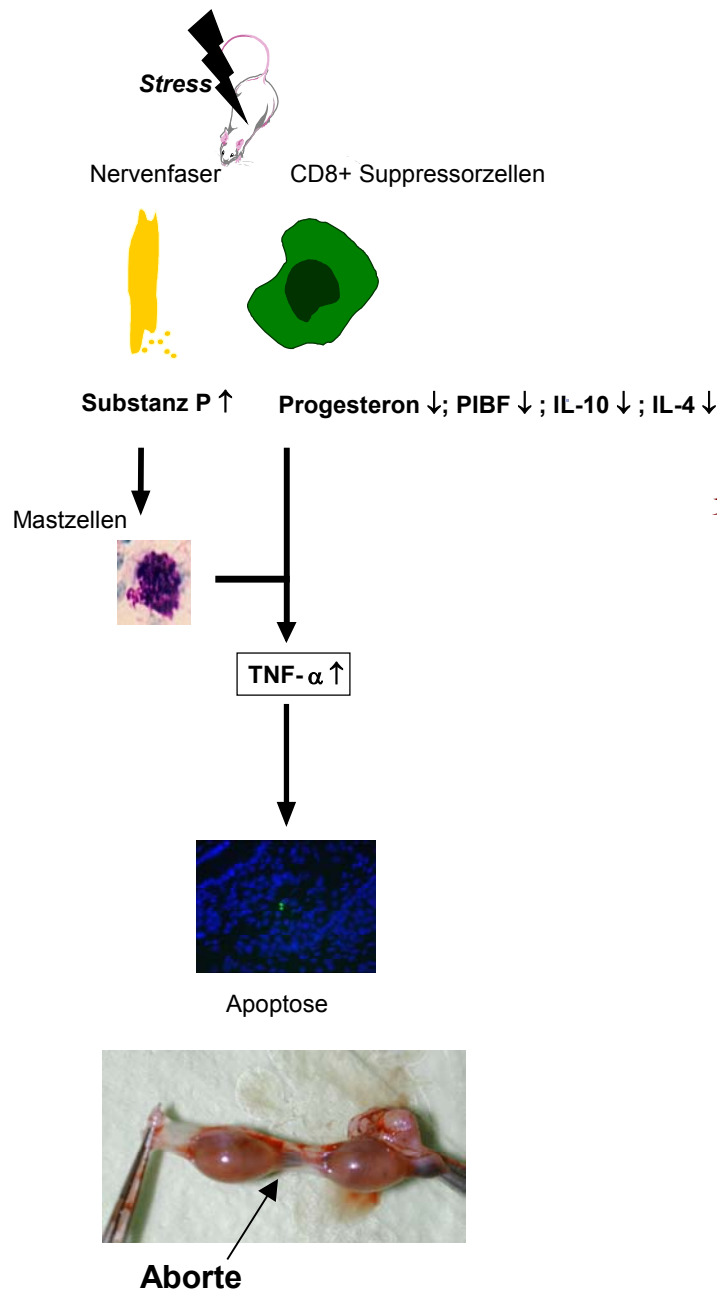 Stress
Nervenfaser CD8+ Suppressorzellen
Substanz P ↑ Progesteron ↓; PIBF ↓ ; IL-10 ↓ ; IL-4 ↓
Mastzellen
TNF- α ↑
Apoptose
Aborte